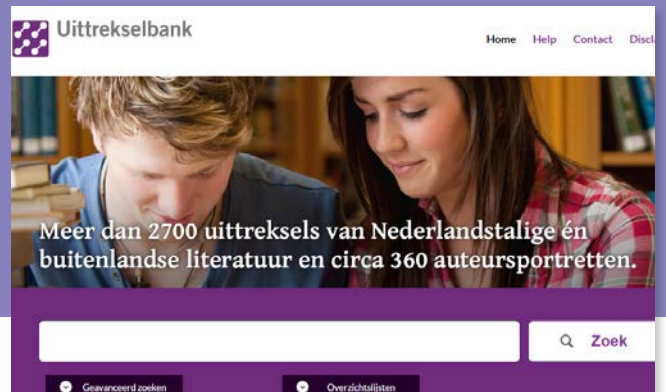 Uittrekselbank
Home Help Contact
Meer dan 2700 uittreksels van Nederlandstalige én
buitenlandse literatuur en circa 360 auteursportretten.
Zoek
Geavanceerd zoeken Overzichtslijsten